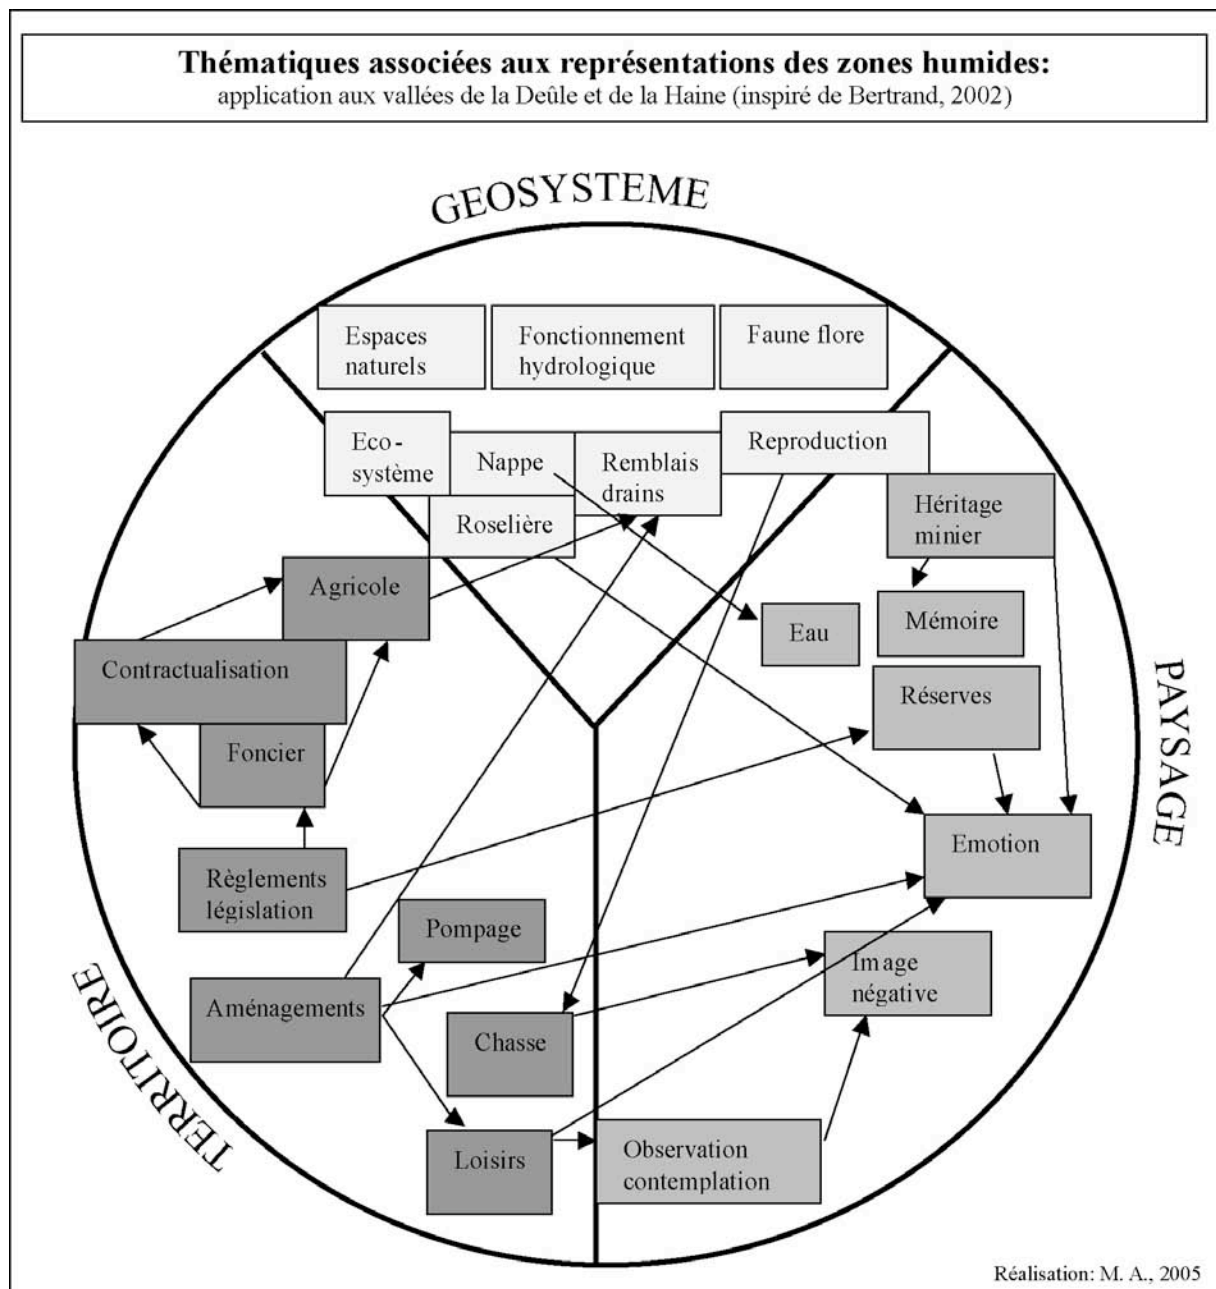 Thématiques associées aux représentations des zones humides:
application aux vallées de la Deûle et de la Haine (inspiré de Bertrand, 2002)
GEOSYSTEME
Espaces
naturels
Fonctionnement
hydrologique
Faune flore
Eco-
système
Nappe
Remblais
drains
Reproduction
Roselière
Héritage
minier
Agricole
Mémoire
Eau
Contractualisation
Réserves
PAYSAGE
Foncier
Emotion
Règlements
législation
Pompage
Image
négative
Aménagements
Chasse
TERRITOIRE
Loisirs
Observation
contemplation
Réalisation: M. A., 2005